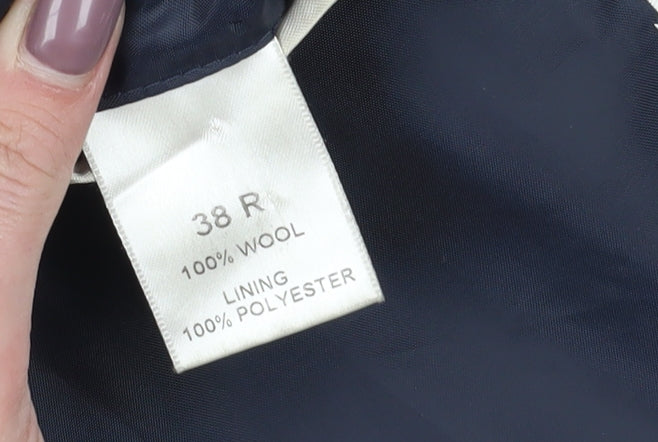 38 R
100% WOOL
LINING
100% POLYESTER